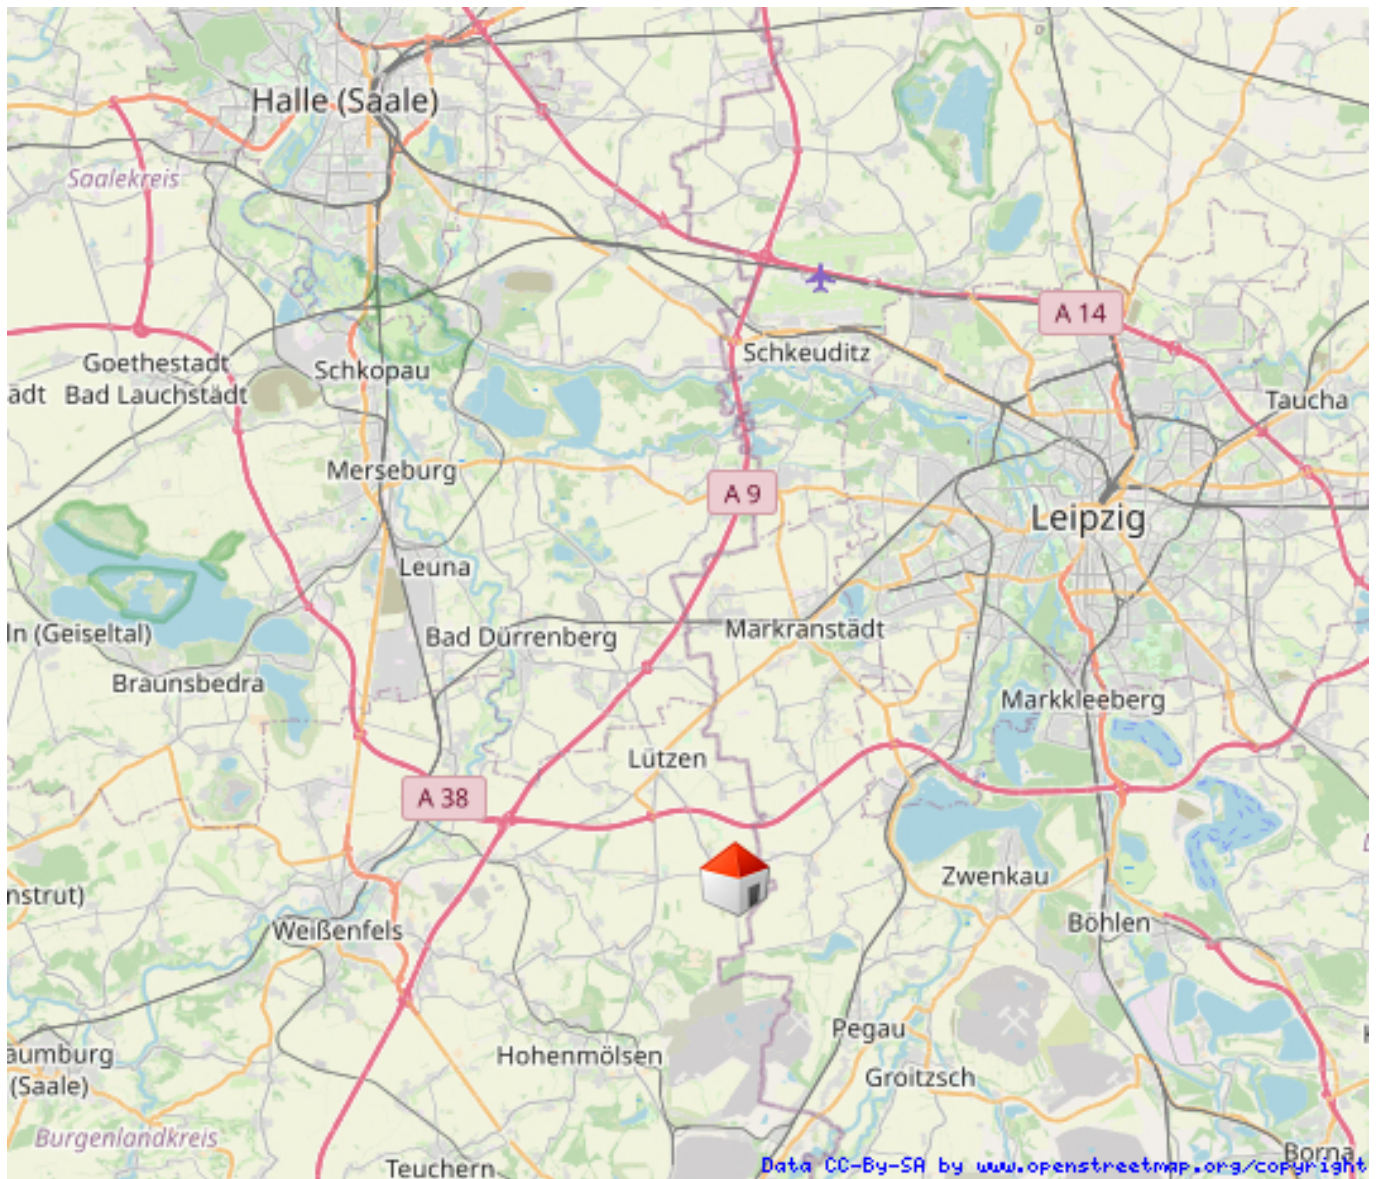 Halle (Saale)
Saalekreis
A 14
Goethestadt
Bad Lauchstädt
ädt
Schkopau
Schkeuditz
Taucha
Merseburg
A 9
Leipzig
Leuna
ln (Geiseltal)
Bad Dürrenberg
Markranstädt
Braunsbedra
Markkleeberg
Lützen
A 38
nstrut)
Zwenkau
Weißenfels
Böhlen
aumburg
(Saale)
Hohenmölsen
Pegau
Groitzsch
Burgenlandkreis
Teuchern
Borna
Data CC-By-SA by www.openstreetmap.org/copyright